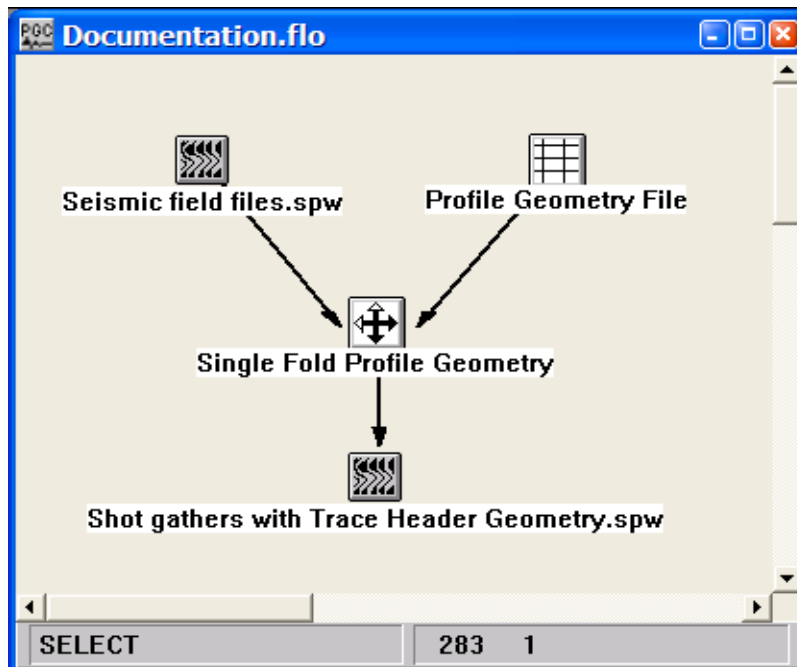 Documentation.flo
Seismic field files.spw
Profile Geometry File
Single Fold Profile Geometry
Shot gathers with Trace Header Geometry.spw
SELECT
283 1